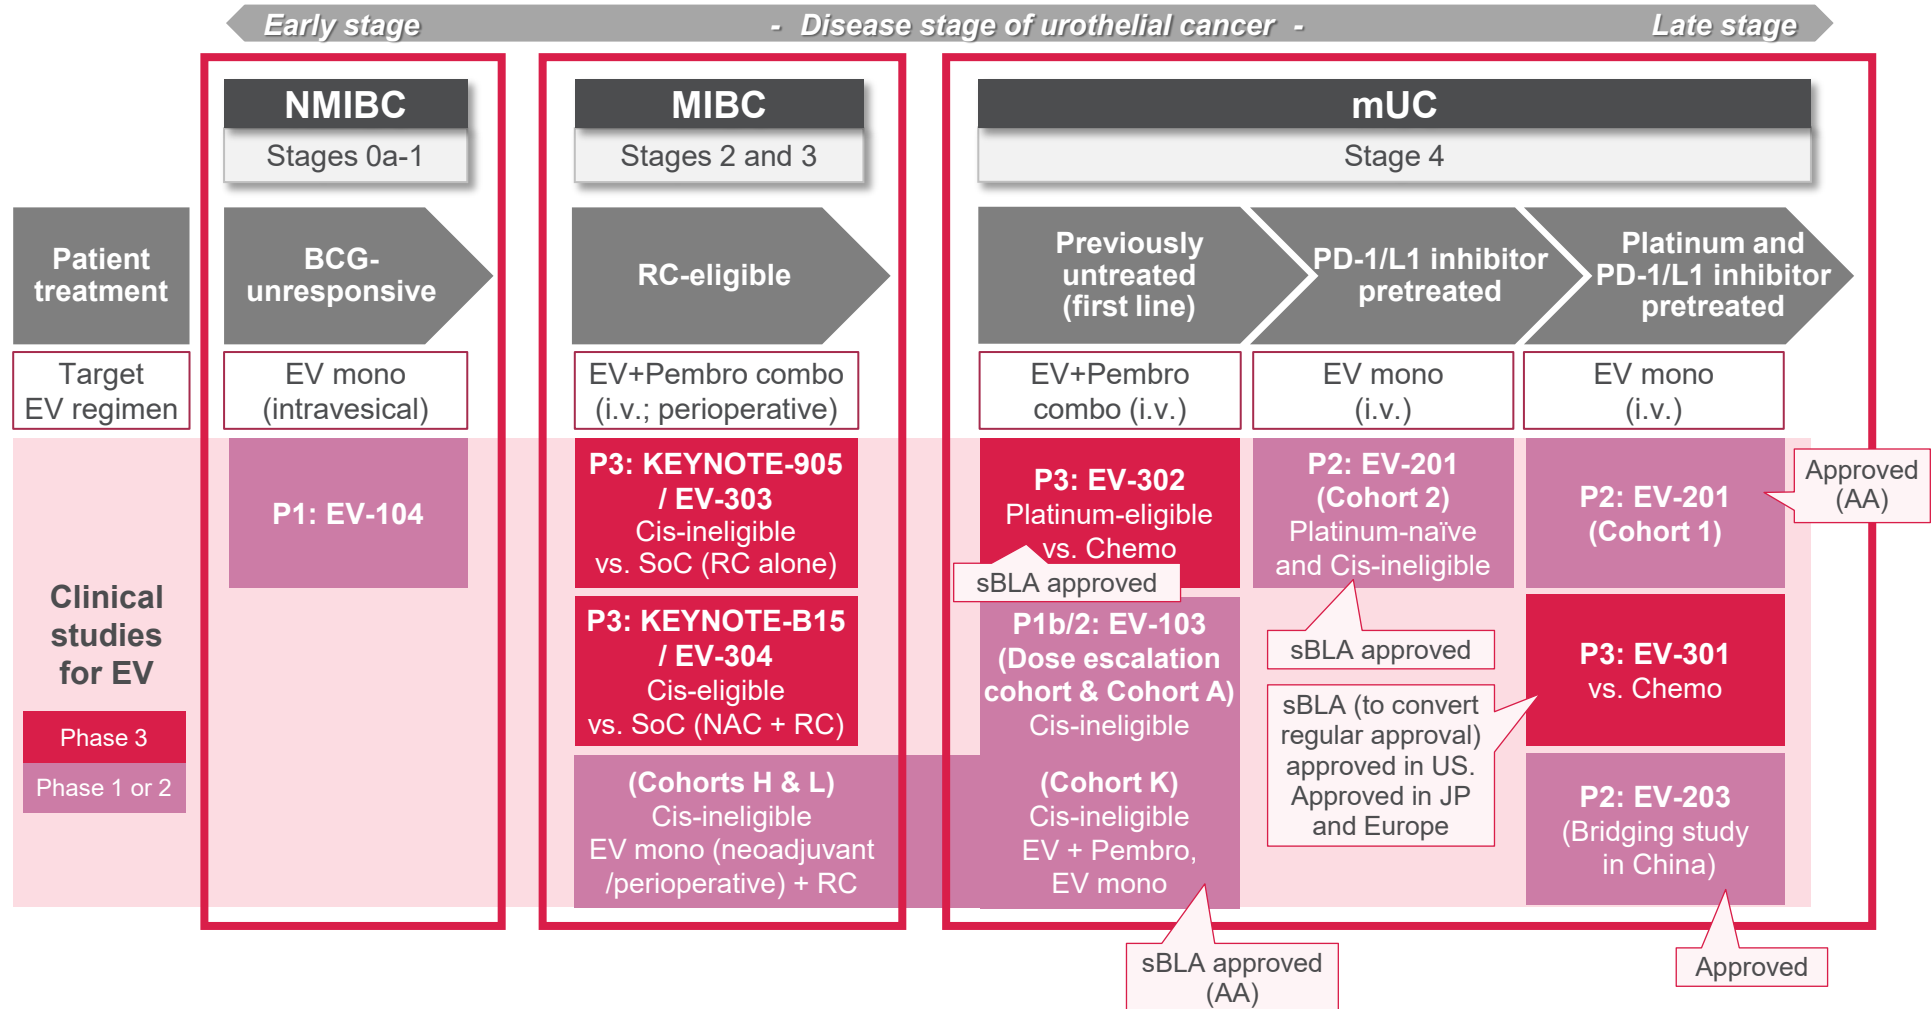 Early stage - Disease stage of urothelial cancer - Late stage
NMIBC
Stages 0a-1
MIBC
Stages 2 and 3
mUC
Stage 4
Patient
treatment
BCG-
unresponsive
RC-eligible
Previously
untreated
(first line)
PD-1/L1 inhibitor
pretreated
Platinum and
PD-1/L1 inhibitor
pretreated
Target
EV regimen
EV mono
(intravesical)
EV+Pembro combo
(i.v.; perioperative)
EV+Pembro
combo (i.v.)
EV mono
(i.v.)
EV mono
(i.v.)
Clinical
studies
for EV
Phase 3
Phase 1 or 2
P1: EV-104
P3: KEYNOTE-905
/ EV-303
Cis-ineligible
vs. SoC (RC alone)
P3: KEYNOTE-B15
/ EV-304
Cis-eligible
vs. SoC (NAC + RC)
(Cohorts H & L)
Cis-ineligible
EV mono (neoadjuvant
/perioperative) + RC
P3: EV-302
Platinum-eligible
vs. Chemo
sBLA approved
P1b/2: EV-103
(Dose escalation
cohort & Cohort A)
Cis-ineligible
(Cohort K)
Cis-ineligible
EV + Pembro,
EV mono
sBLA approved
(AA)
P2: EV-201
(Cohort 2)
Platinum-naïve
and Cis-ineligible
sBLA approved
sBLA (to convert
regular approval)
approved in US.
Approved in JP
and Europe
P2: EV-201
(Cohort 1)
Approved
(AA)
P3: EV-301
vs. Chemo
P2: EV-203
(Bridging study
in China)
Approved